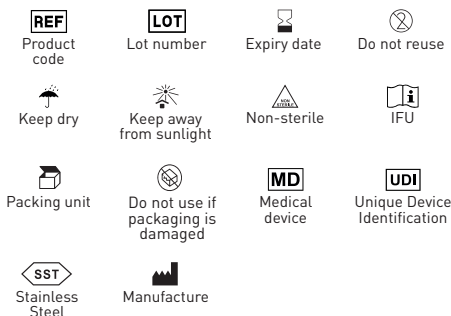 REF
Product
code
LOT
Lot number
Expiry date
2
Do not reuse
Keep dry
Keep away
from sunlight
NON
STERILE
Non-sterile
i
IFU
Packing unit
Do not use if
packaging is
damaged
MD
Medical
device
UDI
Unique Device
Identification
SST
Stainless
Steel
Manufacture